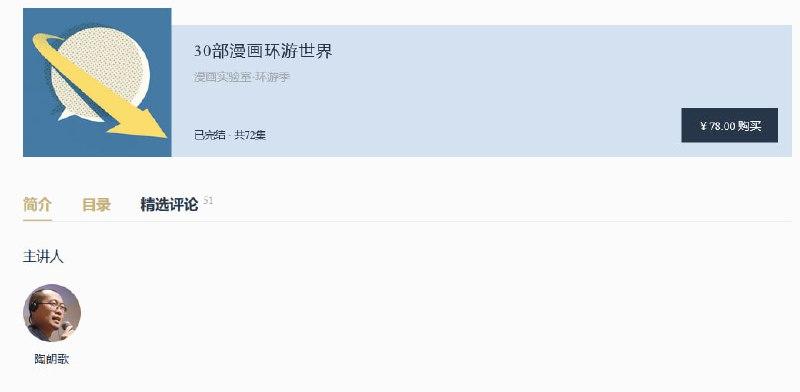 30部漫画环游世界
漫画实验室·环游季
已完结 · 共72集
¥ 78.00 购买
简介 目录 精选评论 51
主讲人
陶朗歌